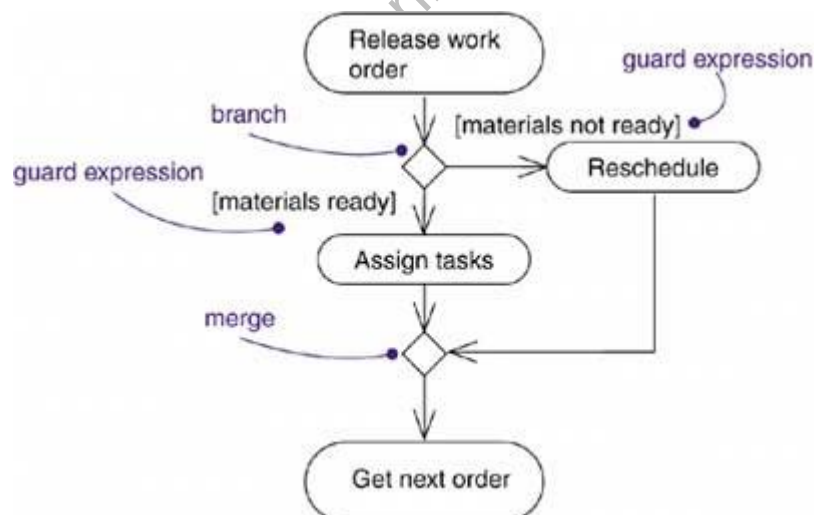 Release work
order
guard expression
branch
[materials not ready]
Reschedule
guard expression
[materials ready]
Assign tasks
merge
Get next order